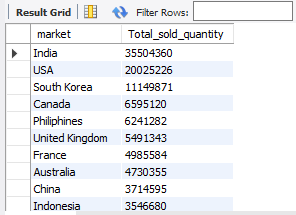 Result Grid Filter Rows:
market Total_sold_quantity
India 35504360
USA 20025226
South Korea 11149871
Canada 6595120
Philiphines 6241282
United Kingdom 5491343
France 4985584
Australia 4730355
China 3714595
Indonesia 3546680